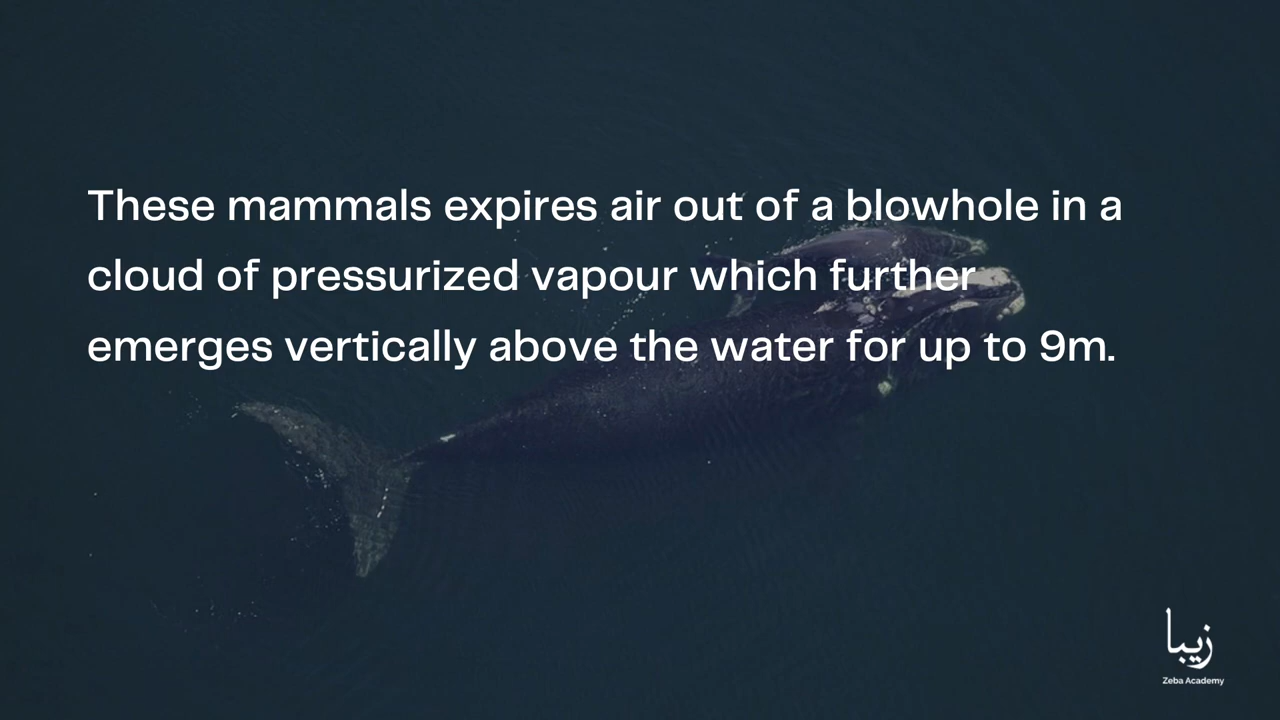 These mammals expires air out of a blowhole in a
cloud of pressurized vapour which further
emerges vertically above the water for up to 9m.
زیبا
Zeba Academy